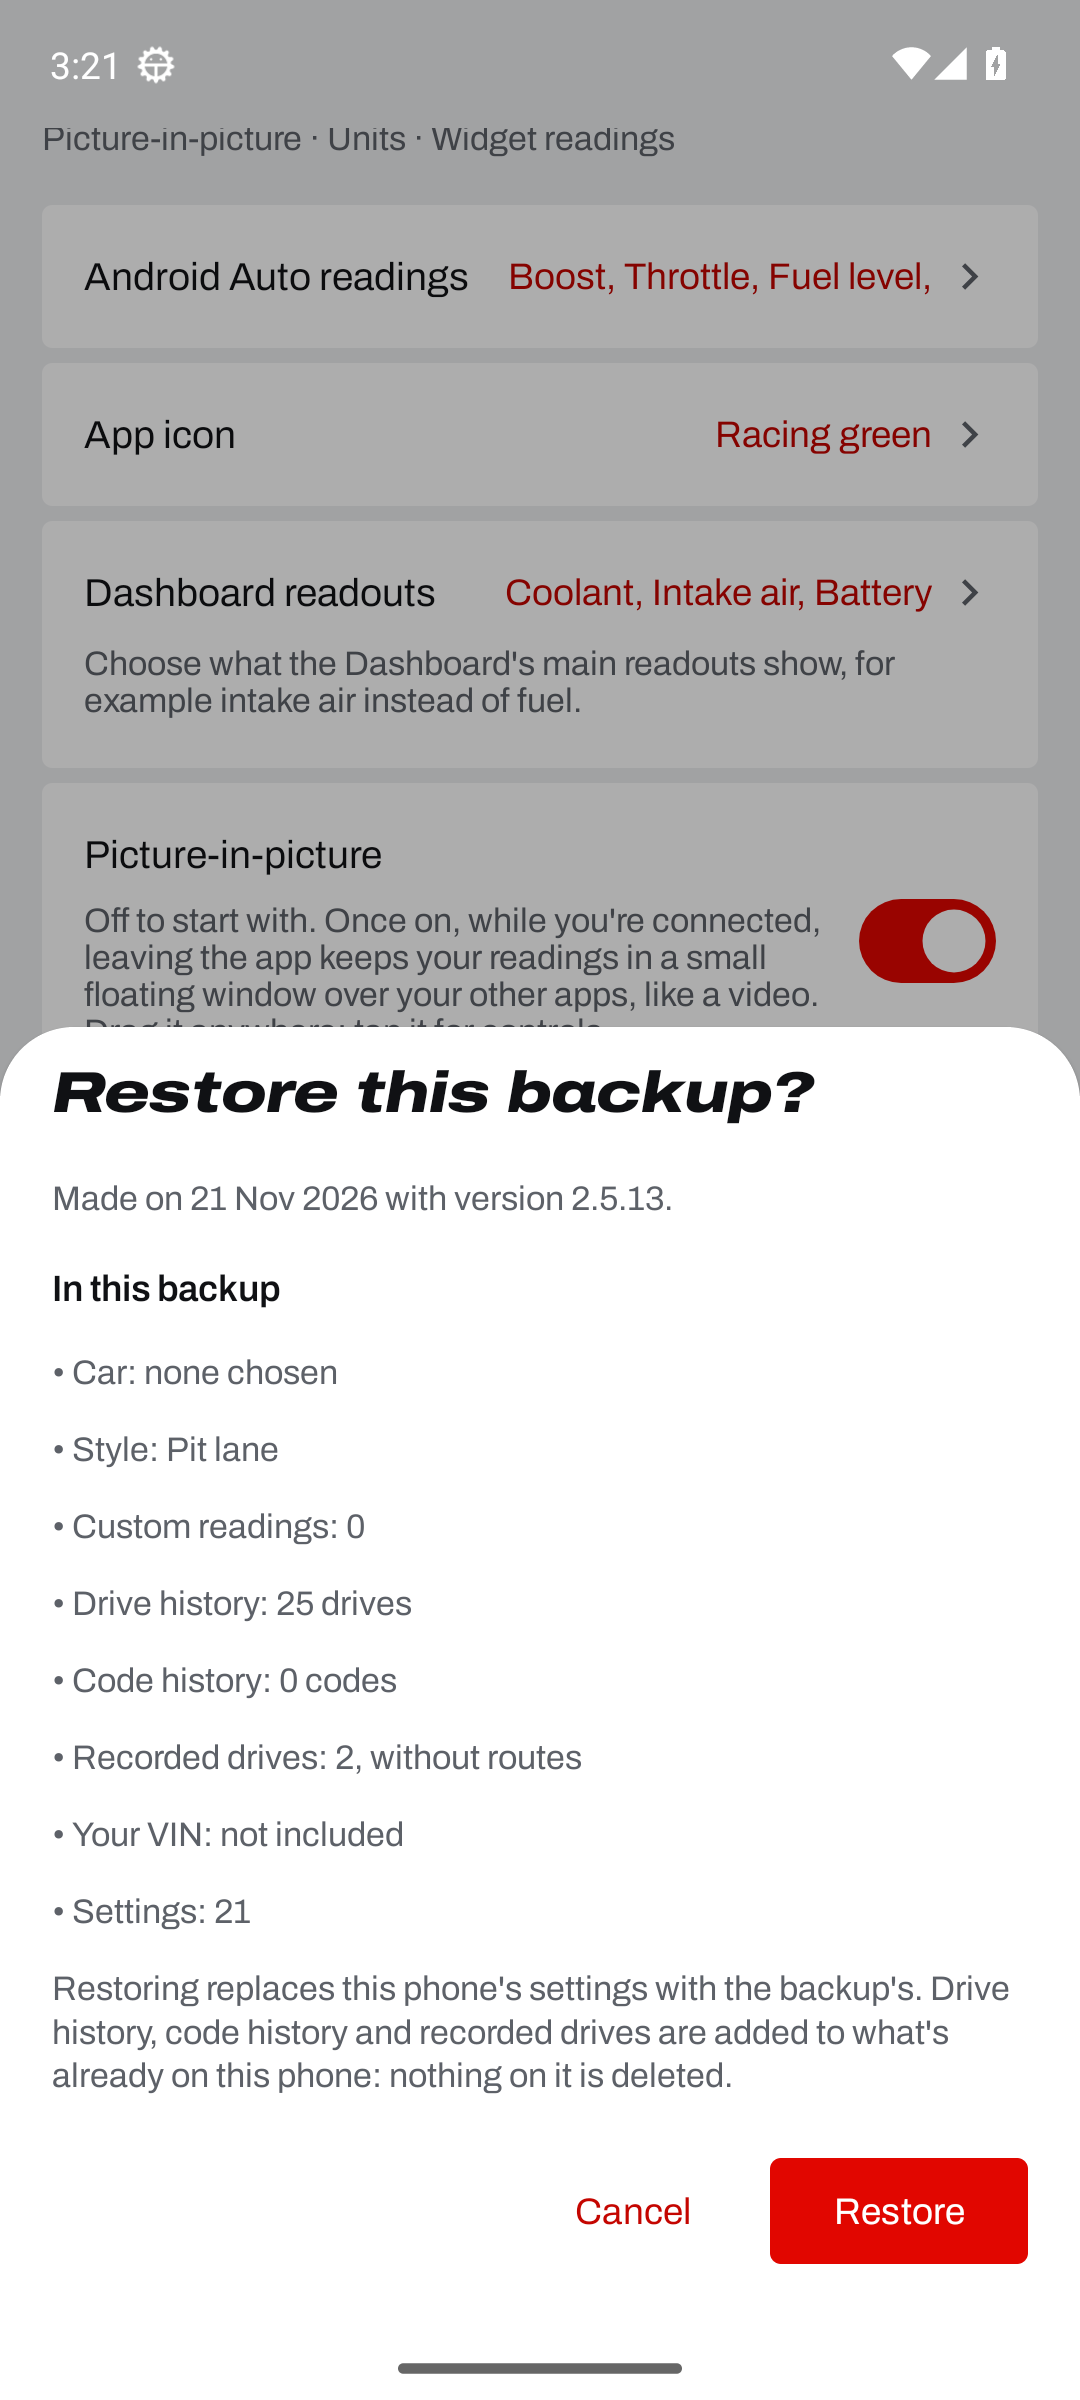 3:21
Picture-in-picture · Units · Widget readings
Android Auto readings
Boost, Throttle, Fuel level,
App icon
Racing green
Dashboard readouts
Coolant, Intake air, Battery
Choose what the Dashboard's main readouts show, for
example intake air instead of fuel.
Picture-in-picture
Off to start with. Once on, while you're connected,
leaving the app keeps your readings in a small
floating window over your other apps, like a video.
Drag it anywhere; tap it for controls.
Restore this backup?
Made on 21 Nov 2026 with version 2.5.13.
In this backup
• Car: none chosen
• Style: Pit lane
• Custom readings: 0
• Drive history: 25 drives
• Code history: 0 codes
• Recorded drives: 2, without routes
• Your VIN: not included
• Settings: 21
Restoring replaces this phone's settings with the backup's. Drive
history, code history and recorded drives are added to what's
already on this phone: nothing on it is deleted.
Cancel
Restore